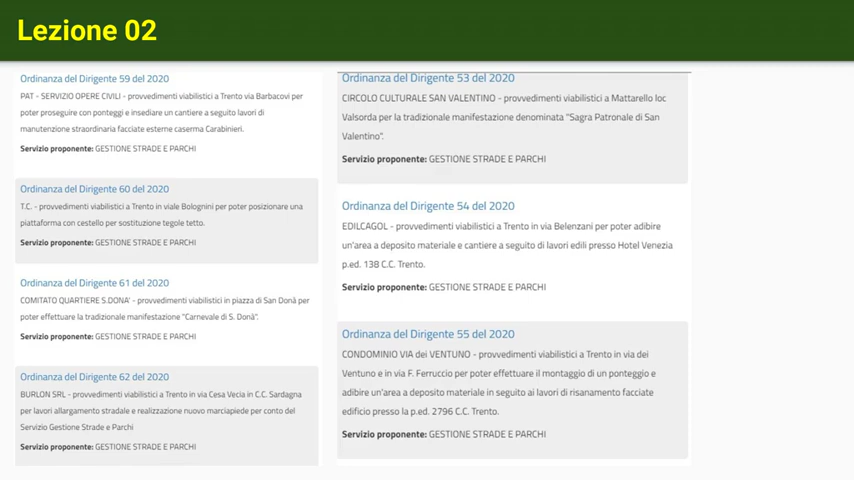 Lezione 02
Ordinanza del Dirigente 59 del 2020
PAT - SERVIZIO OPERE CIVILI - provvedimenti viabilistici a Trento via Barbacovi per
poter proseguire con ponteggi e insediare un cantiere a seguito lavori di
manutenzione straordinaria facciate esterne caserma Carabinieri.
Servizio proponente: GESTIONE STRADE E PARCHI
Ordinanza del Dirigente 60 del 2020
T.C. - provvedimenti viabilistici a Trento in viale Bolognini per poter posizionare una
piattaforma con cestello per sostituzione tegole tetto.
Servizio proponente: GESTIONE STRADE E PARCHI
Ordinanza del Dirigente 61 del 2020
COMITATO QUARTIERE S.DONA' - provvedimenti viabilistici in piazza di San Donà per
poter effettuare la tradizionale manifestazione "Carnevale di S. Donà".
Servizio proponente: GESTIONE STRADE E PARCHI
Ordinanza del Dirigente 62 del 2020
BURLON SRL - provvedimenti viabilistici a Trento in via Cesa Vecia in C.C. Sardagna
per lavori allargamento stradale e realizzazione nuovo marciapiede per conto del
Servizio Gestione Strade e Parchi
Servizio proponente: GESTIONE STRADE E PARCHI
Ordinanza del Dirigente 53 del 2020
CIRCOLO CULTURALE SAN VALENTINO - provvedimenti viabilistici a Mattarello loc
Valsorda per la tradizionale manifestazione denominata "Sagra Patronale di San
Valentino".
Servizio proponente: GESTIONE STRADE E PARCHI
Ordinanza del Dirigente 54 del 2020
EDILCAGOL - provvedimenti viabilistici a Trento in via Belenzani per poter adibire
un'area a deposito materiale e cantiere a seguito di lavori edili presso Hotel Venezia
p.ed. 138 C.C. Trento.
Servizio proponente: GESTIONE STRADE E PARCHI
Ordinanza del Dirigente 55 del 2020
CONDOMINIO VIA dei VENTUNO - provvedimenti viabilistici a Trento in via dei
Ventuno e in via F. Ferruccio per poter effettuare il montaggio di un ponteggio e
adibire un'area a deposito materiale in seguito ai lavori di risanamento facciate
edificio presso la p.ed. 2796 C.C. Trento.
Servizio proponente: GESTIONE STRADE E PARCHI